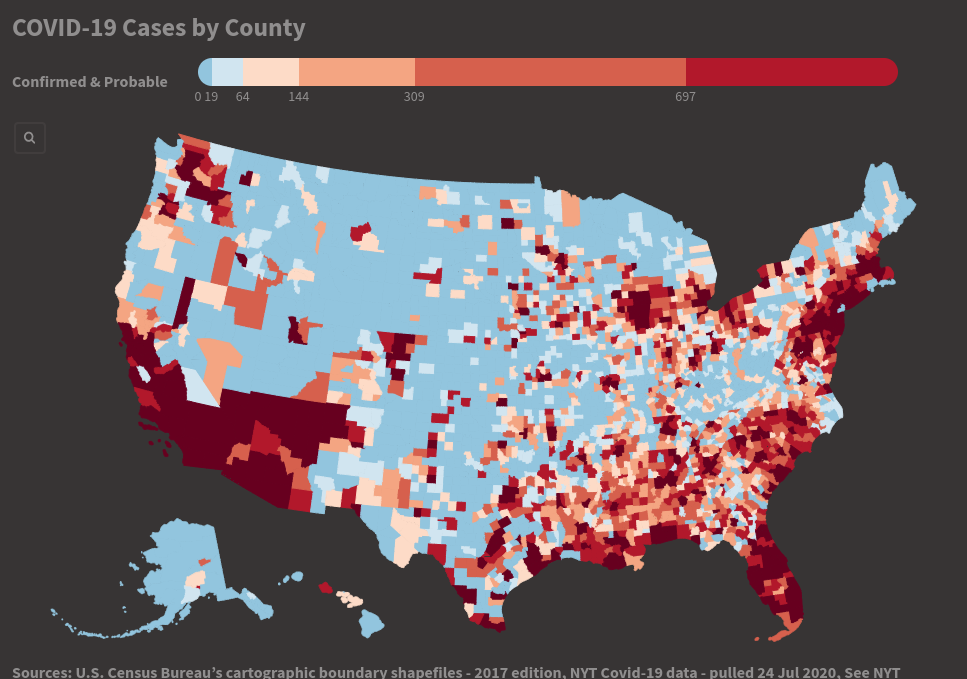 COVID-19 Cases by County
Confirmed & Probable
0 19 64 144 309 697
Sources: U.S. Census Bureau’s cartographic boundary shapefiles - 2017 edition, NYT Covid-19 data - pulled 24 Jul 2020, See NYT